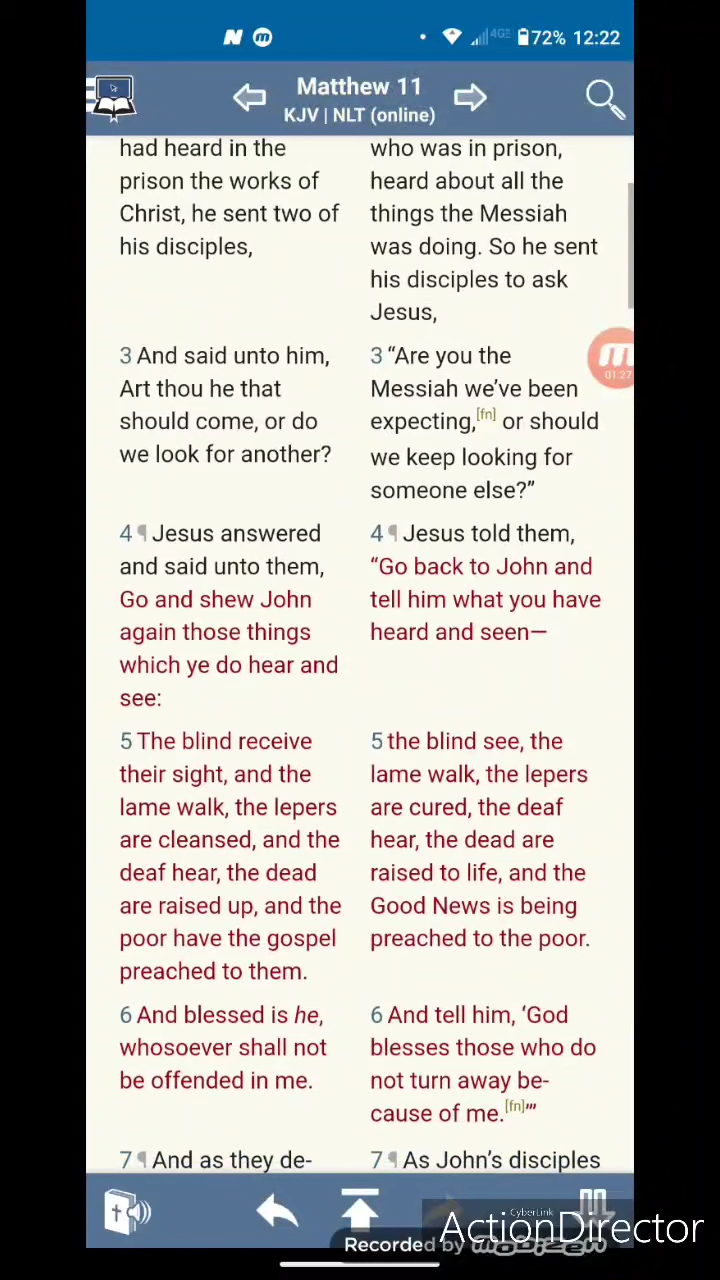 72% 12:22
Matthew 11
KJV | NLT (online)
had heard in the
prison the works of
Christ, he sent two of
his disciples,
3 And said unto him,
Art thou he that
should come, or do
we look for another?
4 ¶ Jesus answered
and said unto them,
Go and shew John
again those things
which ye do hear and
see:
5 The blind receive
their sight, and the
lame walk, the lepers
are cleansed, and the
deaf hear, the dead
are raised up, and the
poor have the gospel
preached to them.
6 And blessed is he,
whosoever shall not
be offended in me.
7 ¶ And as they de-
who was in prison,
heard about all the
things the Messiah
was doing. So he sent
his disciples to ask
Jesus,
3 “Are you the
Messiah we’ve been
expecting,[fn] or should
we keep looking for
someone else?”
4 ¶ Jesus told them,
“Go back to John and
tell him what you have
heard and seen—
5 the blind see, the
lame walk, the lepers
are cured, the deaf
hear, the dead are
raised to life, and the
Good News is being
preached to the poor.
6 And tell him, ‘God
blesses those who do
not turn away be-
cause of me.[fn]’”
7 ¶ As John’s disciples
01:27
CyberLink
ActionDirector
Recorded by mobizen